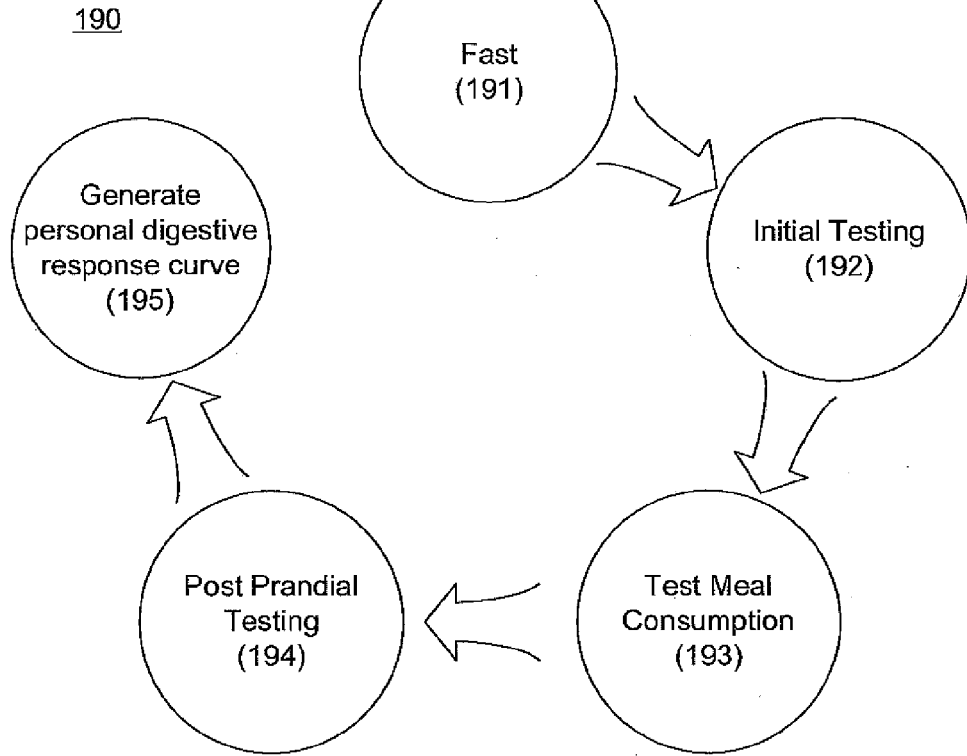 190
Fast
(191)
Initial Testing
(192)
Test Meal
Consumption
(193)
Post Prandial
Testing
(194)
Generate
personal digestive
response curve
(195)